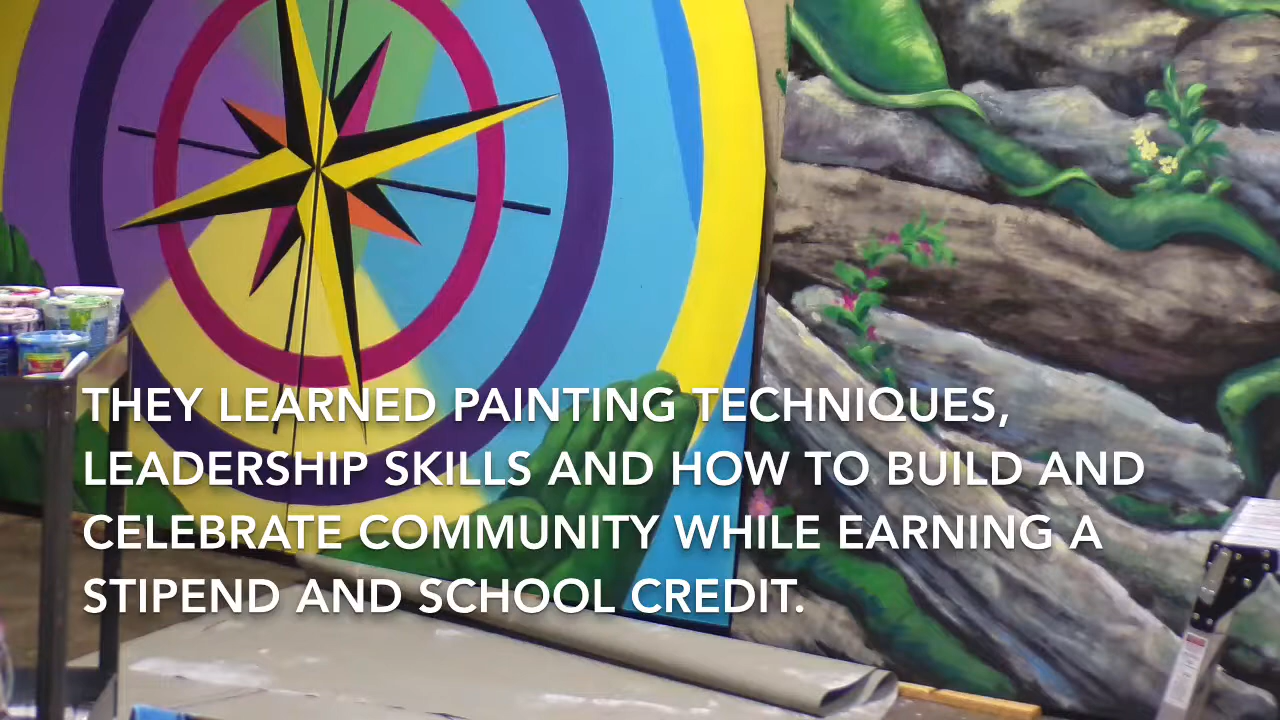 THEY LEARNED PAINTING TECHNIQUES,
LEADERSHIP SKILLS AND HOW TO BUILD AND
CELEBRATE COMMUNITY WHILE EARNING A
STIPEND AND SCHOOL CREDIT.